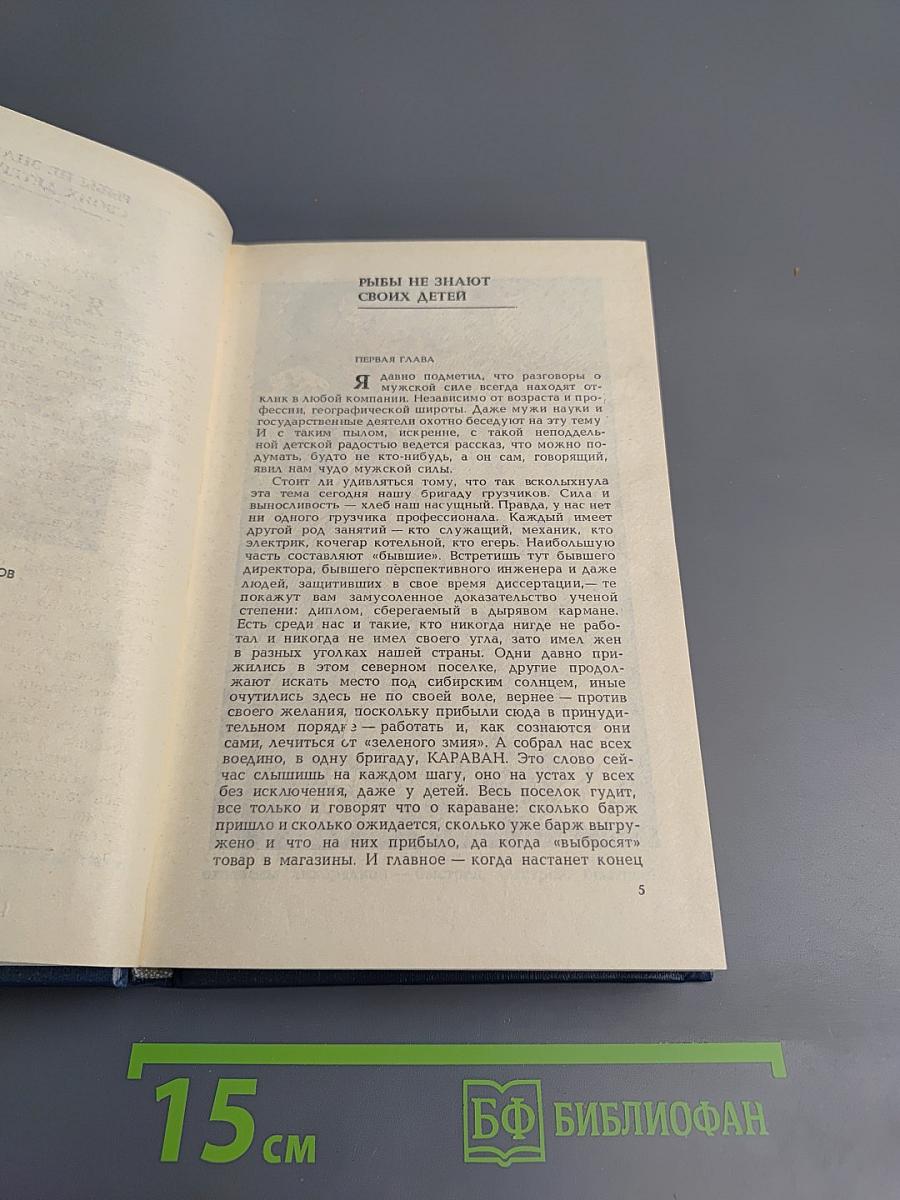 РЫБЫ НЕ ЗНАЮТ
СВОИХ ДЕТЕЙ
ПЕРВАЯ ГЛАВА
Я давно подметил, что разговоры о
мужской силе всегда находят от-
клик в любой компании. Независимо от возраста и про-
фессии, географической широты. Даже мужи науки и
государственные деятели охотно беседуют на эту тему
И с таким пылом, искренне, с такой неподдель-
ной детской радостью ведется рассказ, что можно по-
думать, будто не кто-нибудь, а он сам, говорящий,
явил нам чудо мужской силы.
Стоит ли удивляться тому, что так всколыхнула
эта тема сегодня нашу бригаду грузчиков. Сила и
выносливость — хлеб наш насущный. Правда, у нас нет
ни одного грузчика профессионала. Каждый имеет
другой род занятий — кто служащий, механик, кто
электрик, кочегар котельной, кто егерь. Наибольшую
часть составляют «бывшие». Встретишь тут бывшего
директора, бывшего перспективного инженера и даже
людей, защитивших в свое время диссертации,— те
покажут вам замусоленное доказательство ученой
степени: диплом, сберегаемый в дырявом кармане.
Есть среди нас и такие, кто никогда нигде не рабо-
тал и никогда не имел своего угла, зато имел жен
в разных уголках нашей страны. Одни давно при-
жились в этом северном поселке, другие продол-
жают искать место под сибирским солнцем, иные
очутились здесь не по своей воле, вернее — против
своего желания, поскольку прибыли сюда в принуди-
тельном порядке — работать и, как сознаются они
сами, лечиться от «зеленого змия». А собрал нас всех
воедино, в одну бригаду, КАРАВАН. Это слово сей-
час слышишь на каждом шагу, оно на устах у всех
без исключения, даже у детей. Весь поселок гудит,
все только и говорят что о караване: сколько барж
пришло и сколько ожидается, сколько уже барж выгру-
жено и что на них прибыло, да когда «выбросят»
товар в магазины. И главное — когда настанет конец
5
ОВ
15 см
БФ БИБЛИОФАН